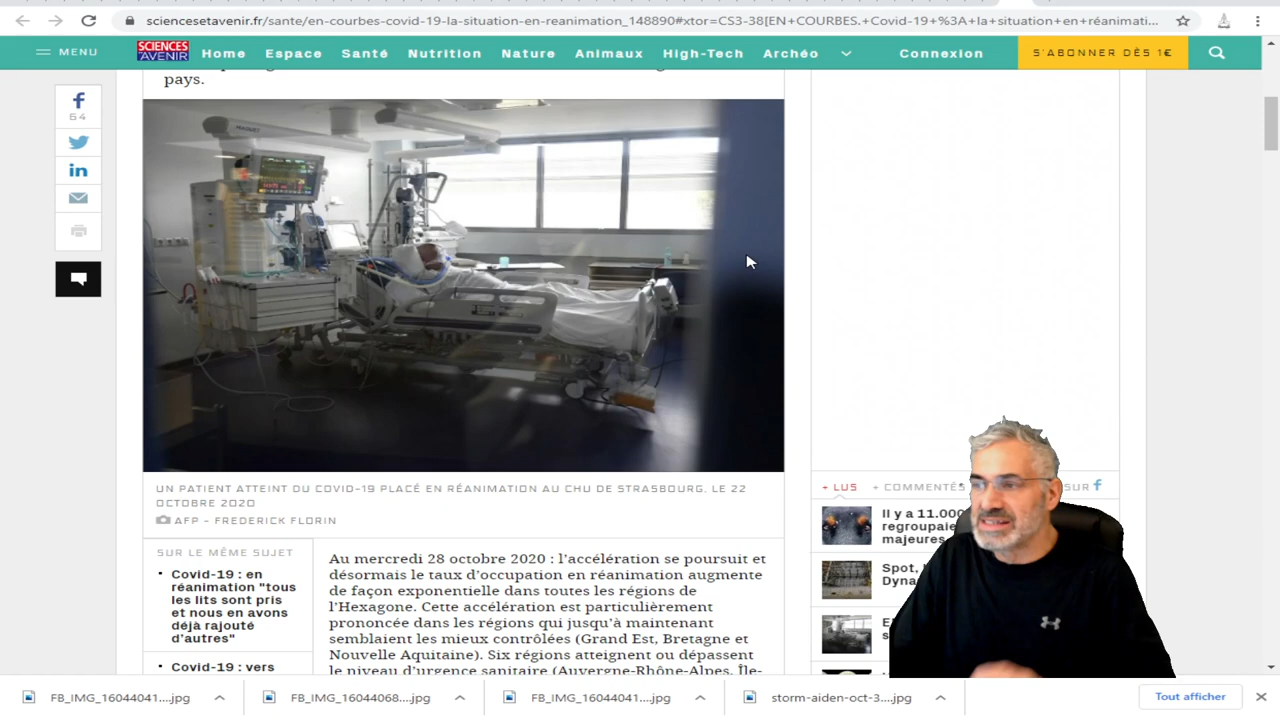 sciencesetavenir.fr/sante/en-courbes-covid-19-la-situation-en-reanimation_148890#xtor=CS3-38[EN+COURBES.+Covid-19+%3A+la+situation+en+réanimati...
MENU
SCIENCES AVENIR
Home Espace Santé Nutrition Nature Animaux High-Tech Archéo Connexion S'ABONNER DÈS 1€
pays.
64
UN PATIENT ATTEINT DU COVID-19 PLACÉ EN RÉANIMATION AU CHU DE STRASBOURG, LE 22
OCTOBRE 2020
AFP - FREDERICK FLORIN
SUR LE MÊME SUJET
Covid-19 : en
réanimation "tous
les lits sont pris
et nous en avons
déjà rajouté
d'autres"
Covid-19 : vers
Au mercredi 28 octobre 2020 : l'accélération se poursuit et
désormais le taux d'occupation en réanimation augmente
de façon exponentielle dans toutes les régions de
l'Hexagone. Cette accélération est particulièrement
prononcée dans les régions qui jusqu'à maintenant
semblaient les mieux contrôlées (Grand Est, Bretagne et
Nouvelle Aquitaine). Six régions atteignent ou dépassent
le niveau d'urgence sanitaire (Auvergne-Rhône-Alpes, Île-
+ LUS + COMMENTÉS SUR
Il y a 11.000
regroupaie
majeures
Spot,
Dyna
FB_IMG_16044041....jpg
FB_IMG_16044068....jpg
FB_IMG_16044041....jpg
storm-aiden-oct-3....jpg
Tout afficher